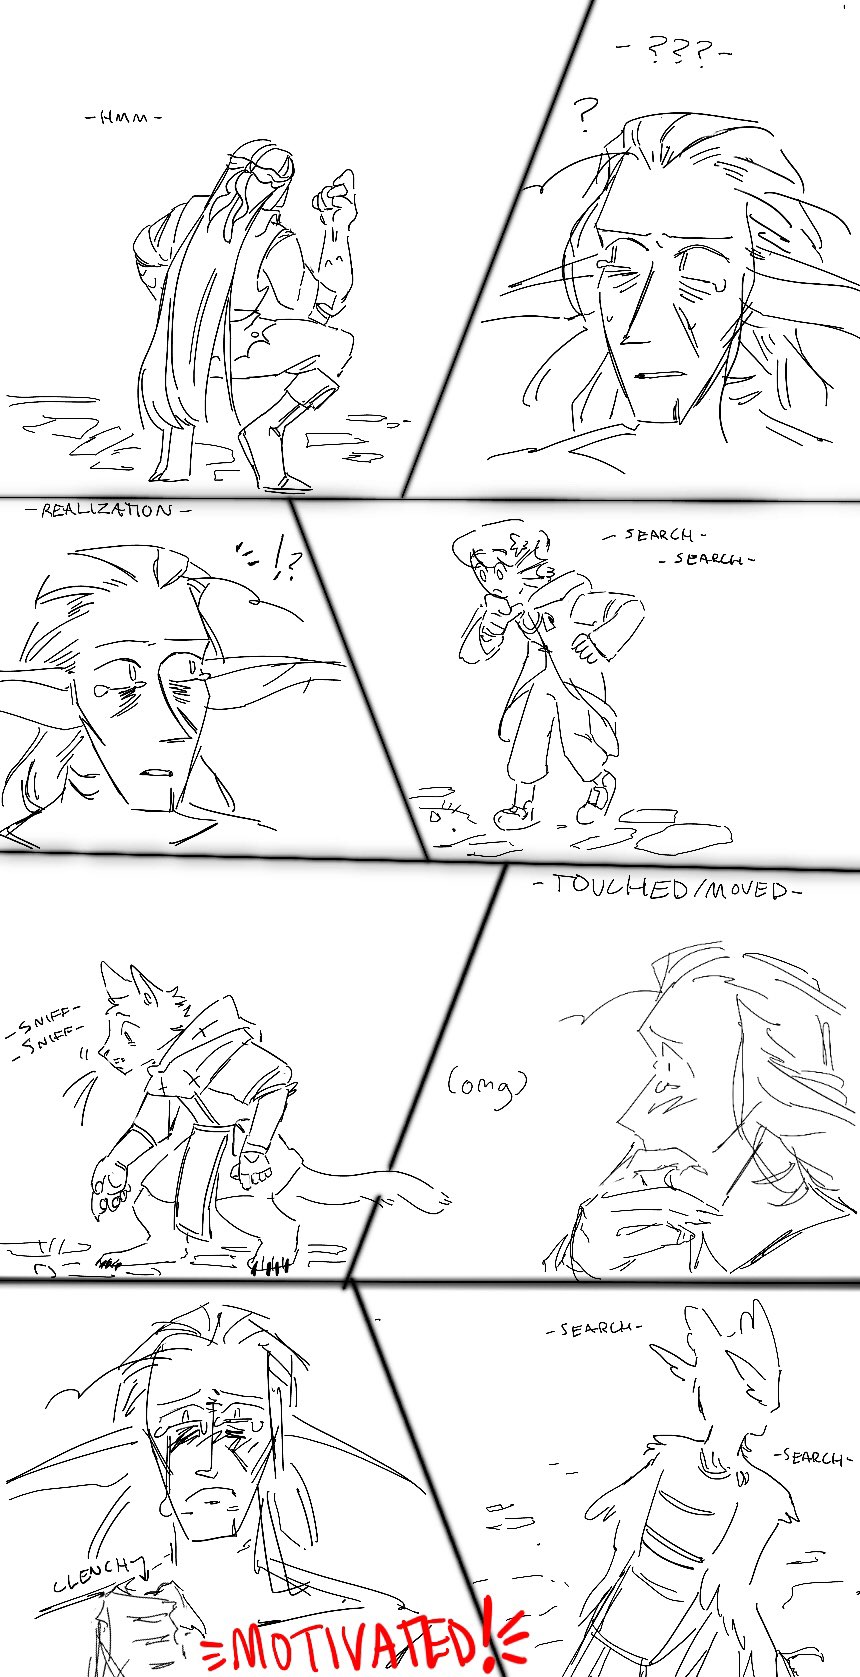 -HMM-
- ??? -
?
-REALIZATION-
!?
- SEARCH -
- SEARCH -
-SNIFF-
-SNIFF-
-TOUCHED/MOVED-
(omg)
CLENCH
MOTIVATED!
-SEARCH-
-SEARCH-